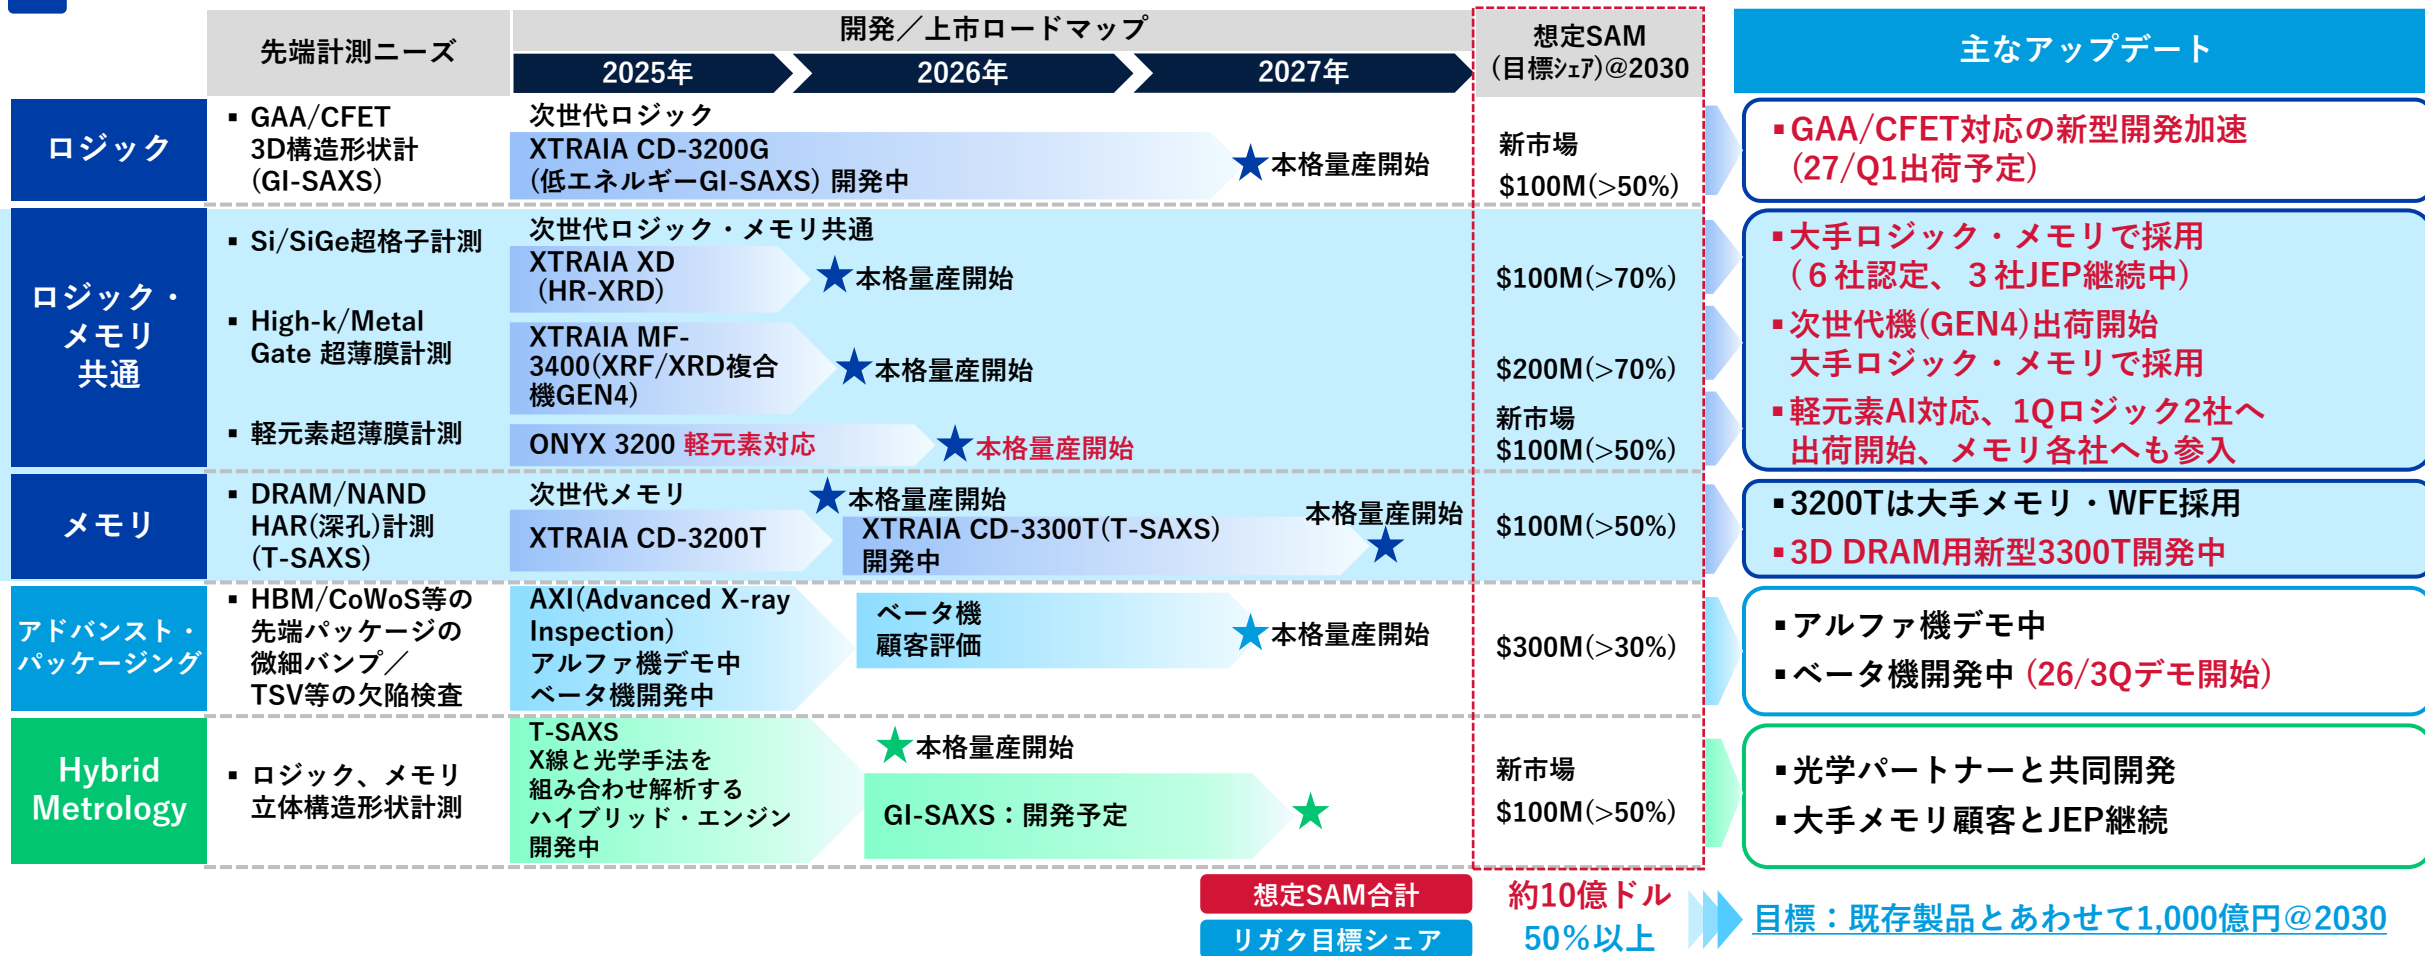 先端計測ニーズ
開発／上市ロードマップ
2025年
2026年
2027年
想定SAM
(目標ｼｪｱ)@2030
主なアップデート
ロジック
▪ GAA/CFET
3D構造形状計
(GI-SAXS)
次世代ロジック
XTRAIA CD-3200G
(低エネルギーGI-SAXS) 開発中
★本格量産開始
新市場
$100M(>50%)
▪GAA/CFET対応の新型開発加速
(27/Q1出荷予定)
ロジック・
メモリ
共通
▪ Si/SiGe超格子計測
次世代ロジック・メモリ共通
XTRAIA XD
(HR-XRD)
★本格量産開始
$100M(>70%)
▪大手ロジック・メモリで採用
(６社認定、３社JEP継続中)
▪ High-k/Metal
Gate 超薄膜計測
XTRAIA MF-
3400(XRF/XRD複合
機GEN4)
★本格量産開始
$200M(>70%)
▪次世代機(GEN4)出荷開始
大手ロジック・メモリで採用
▪ 軽元素超薄膜計測
ONYX 3200 軽元素対応
★本格量産開始
新市場
$100M(>50%)
▪軽元素Al対応、1Qロジック2社へ
出荷開始、メモリ各社へも参入
メモリ
▪ DRAM/NAND
HAR(深孔)計測
(T-SAXS)
次世代メモリ
XTRAIA CD-3200T
★本格量産開始
XTRAIA CD-3300T(T-SAXS)
開発中
本格量産開始
★
$100M(>50%)
▪3200Tは大手メモリ・WFE採用
▪3D DRAM用新型3300T開発中
アドバンスト・
パッケージング
▪ HBM/CoWoS等の
先端パッケージの
微細バンプ／
TSV等の欠陥検査
AXI(Advanced X-ray
Inspection)
アルファ機デモ中
ベータ機開発中
ベータ機
顧客評価
★本格量産開始
$300M(>30%)
▪アルファ機デモ中
▪ベータ機開発中 (26/3Qデモ開始)
Hybrid
Metrology
▪ ロジック、メモリ
立体構造形状計測
T-SAXS
X線と光学手法を
組み合わせ解析する
ハイブリッド・エンジン
開発中
★本格量産開始
GI-SAXS：開発予定
★
新市場
$100M(>50%)
▪光学パートナーと共同開発
▪大手メモリ顧客とJEP継続
想定SAM合計
約10億ドル
リガク目標シェア
50%以上
目標：既存製品とあわせて1,000億円@2030